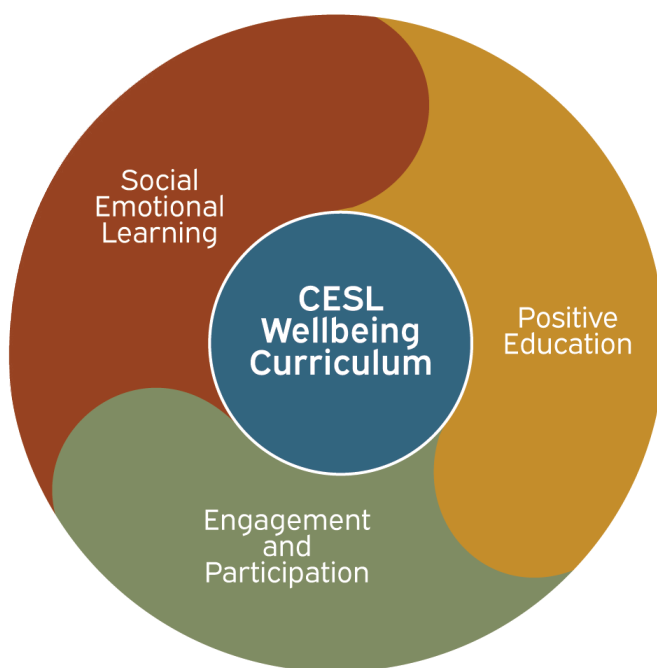 Social
Emotional
Learning
CESL
Wellbeing
Curriculum
Positive
Education
Engagement
and
Participation